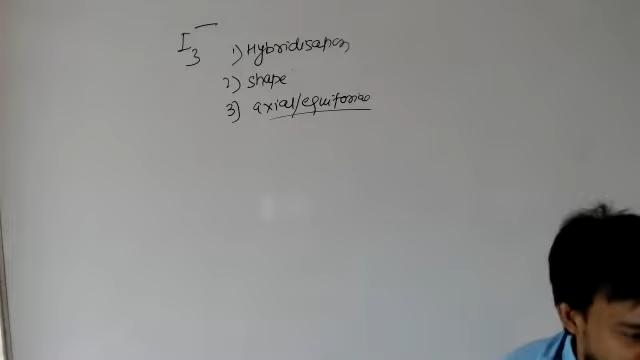 I₃⁻ 1) Hybridisation
2) shape
3) axial/equitorial